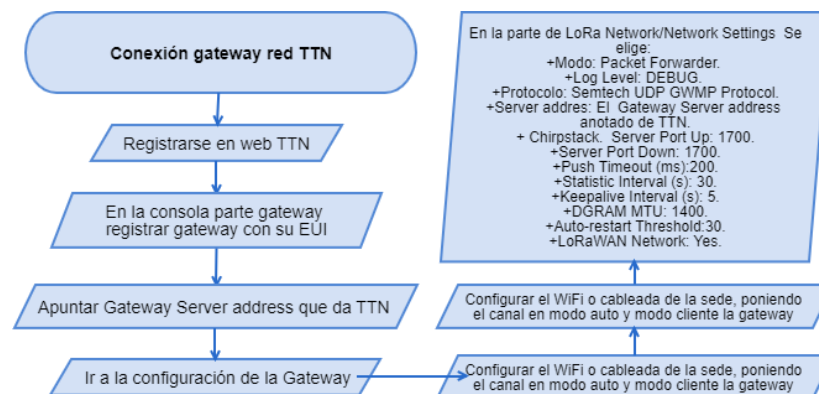 Conexión gateway red TTN
Registrarse en web TTN
En la consola parte gateway
registrar gateway con su EUI
Apuntar Gateway Server address que da TTN
Ir a la configuración de la Gateway
Configurar el WiFi o cableada de la sede, poniendo
el canal en modo auto y modo cliente la gateway
Configurar el WiFi o cableada de la sede, poniendo
el canal en modo auto y modo cliente la gateway
En la parte de LoRa Network/Network Settings Se
elige:
+Modo: Packet Forwarder.
+Log Level: DEBUG.
+Protocolo: Semtech UDP GWMP Protocol.
+Server addres: El Gateway Server address
anotado de TTN.
+ Chirpstack. Server Port Up: 1700.
+Server Port Down: 1700.
+Push Timeout (ms):200.
+Statistic Interval (s): 30.
+Keepalive Interval (s): 5.
+DGRAM MTU: 1400.
+Auto-restart Threshold:30.
+LoRaWAN Network: Yes.